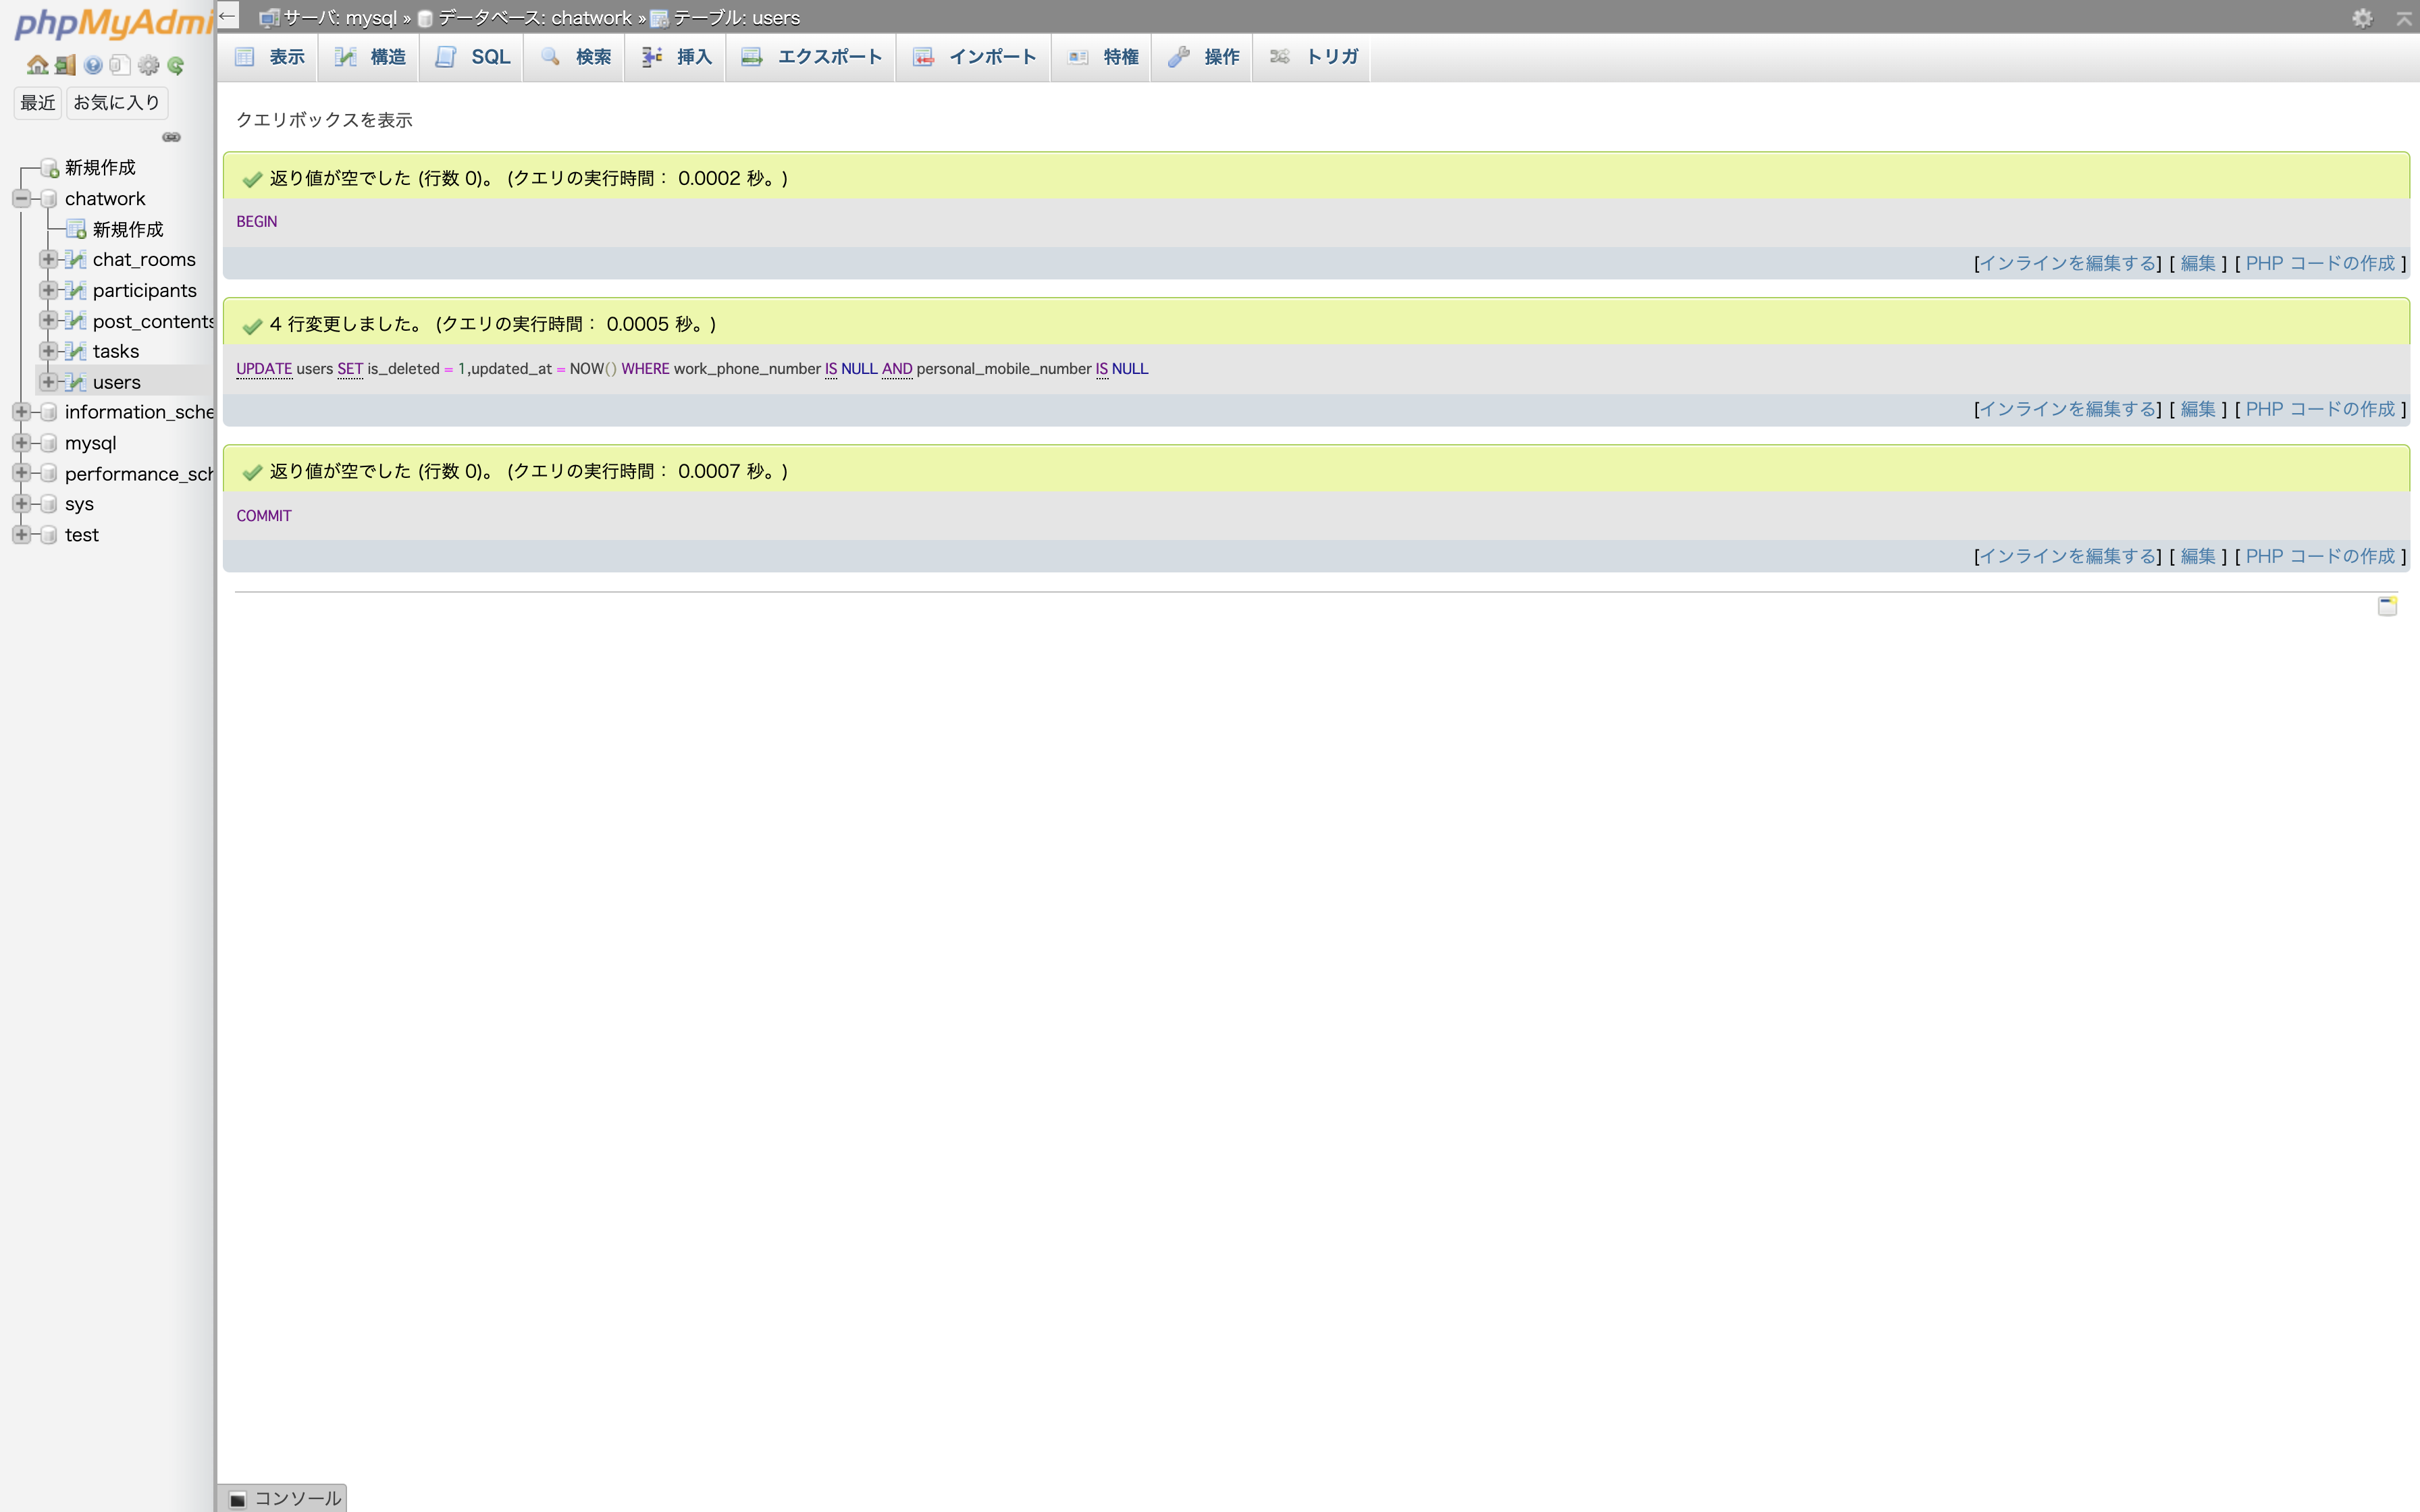 phpMyAdmi
最近 お気に入り
新規作成
chatwork
新規作成
chat_rooms
participants
post_contents
tasks
users
information_sche
mysql
performance_sch
sys
test
← サーバ: mysql » データベース: chatwork » テーブル: users
表示 構造 SQL 検索 挿入 エクスポート インポート 特権 操作 トリガ
クエリボックスを表示
返り値が空でした (行数 0)。 (クエリの実行時間： 0.0002 秒。)
BEGIN
[インラインを編集する] [ 編集 ] [ PHP コードの作成 ]
4 行変更しました。 (クエリの実行時間： 0.0005 秒。)
UPDATE users SET is_deleted = 1,updated_at = NOW() WHERE work_phone_number IS NULL AND personal_mobile_number IS NULL
[インラインを編集する] [ 編集 ] [ PHP コードの作成 ]
返り値が空でした (行数 0)。 (クエリの実行時間： 0.0007 秒。)
COMMIT
[インラインを編集する] [ 編集 ] [ PHP コードの作成 ]
コンソール